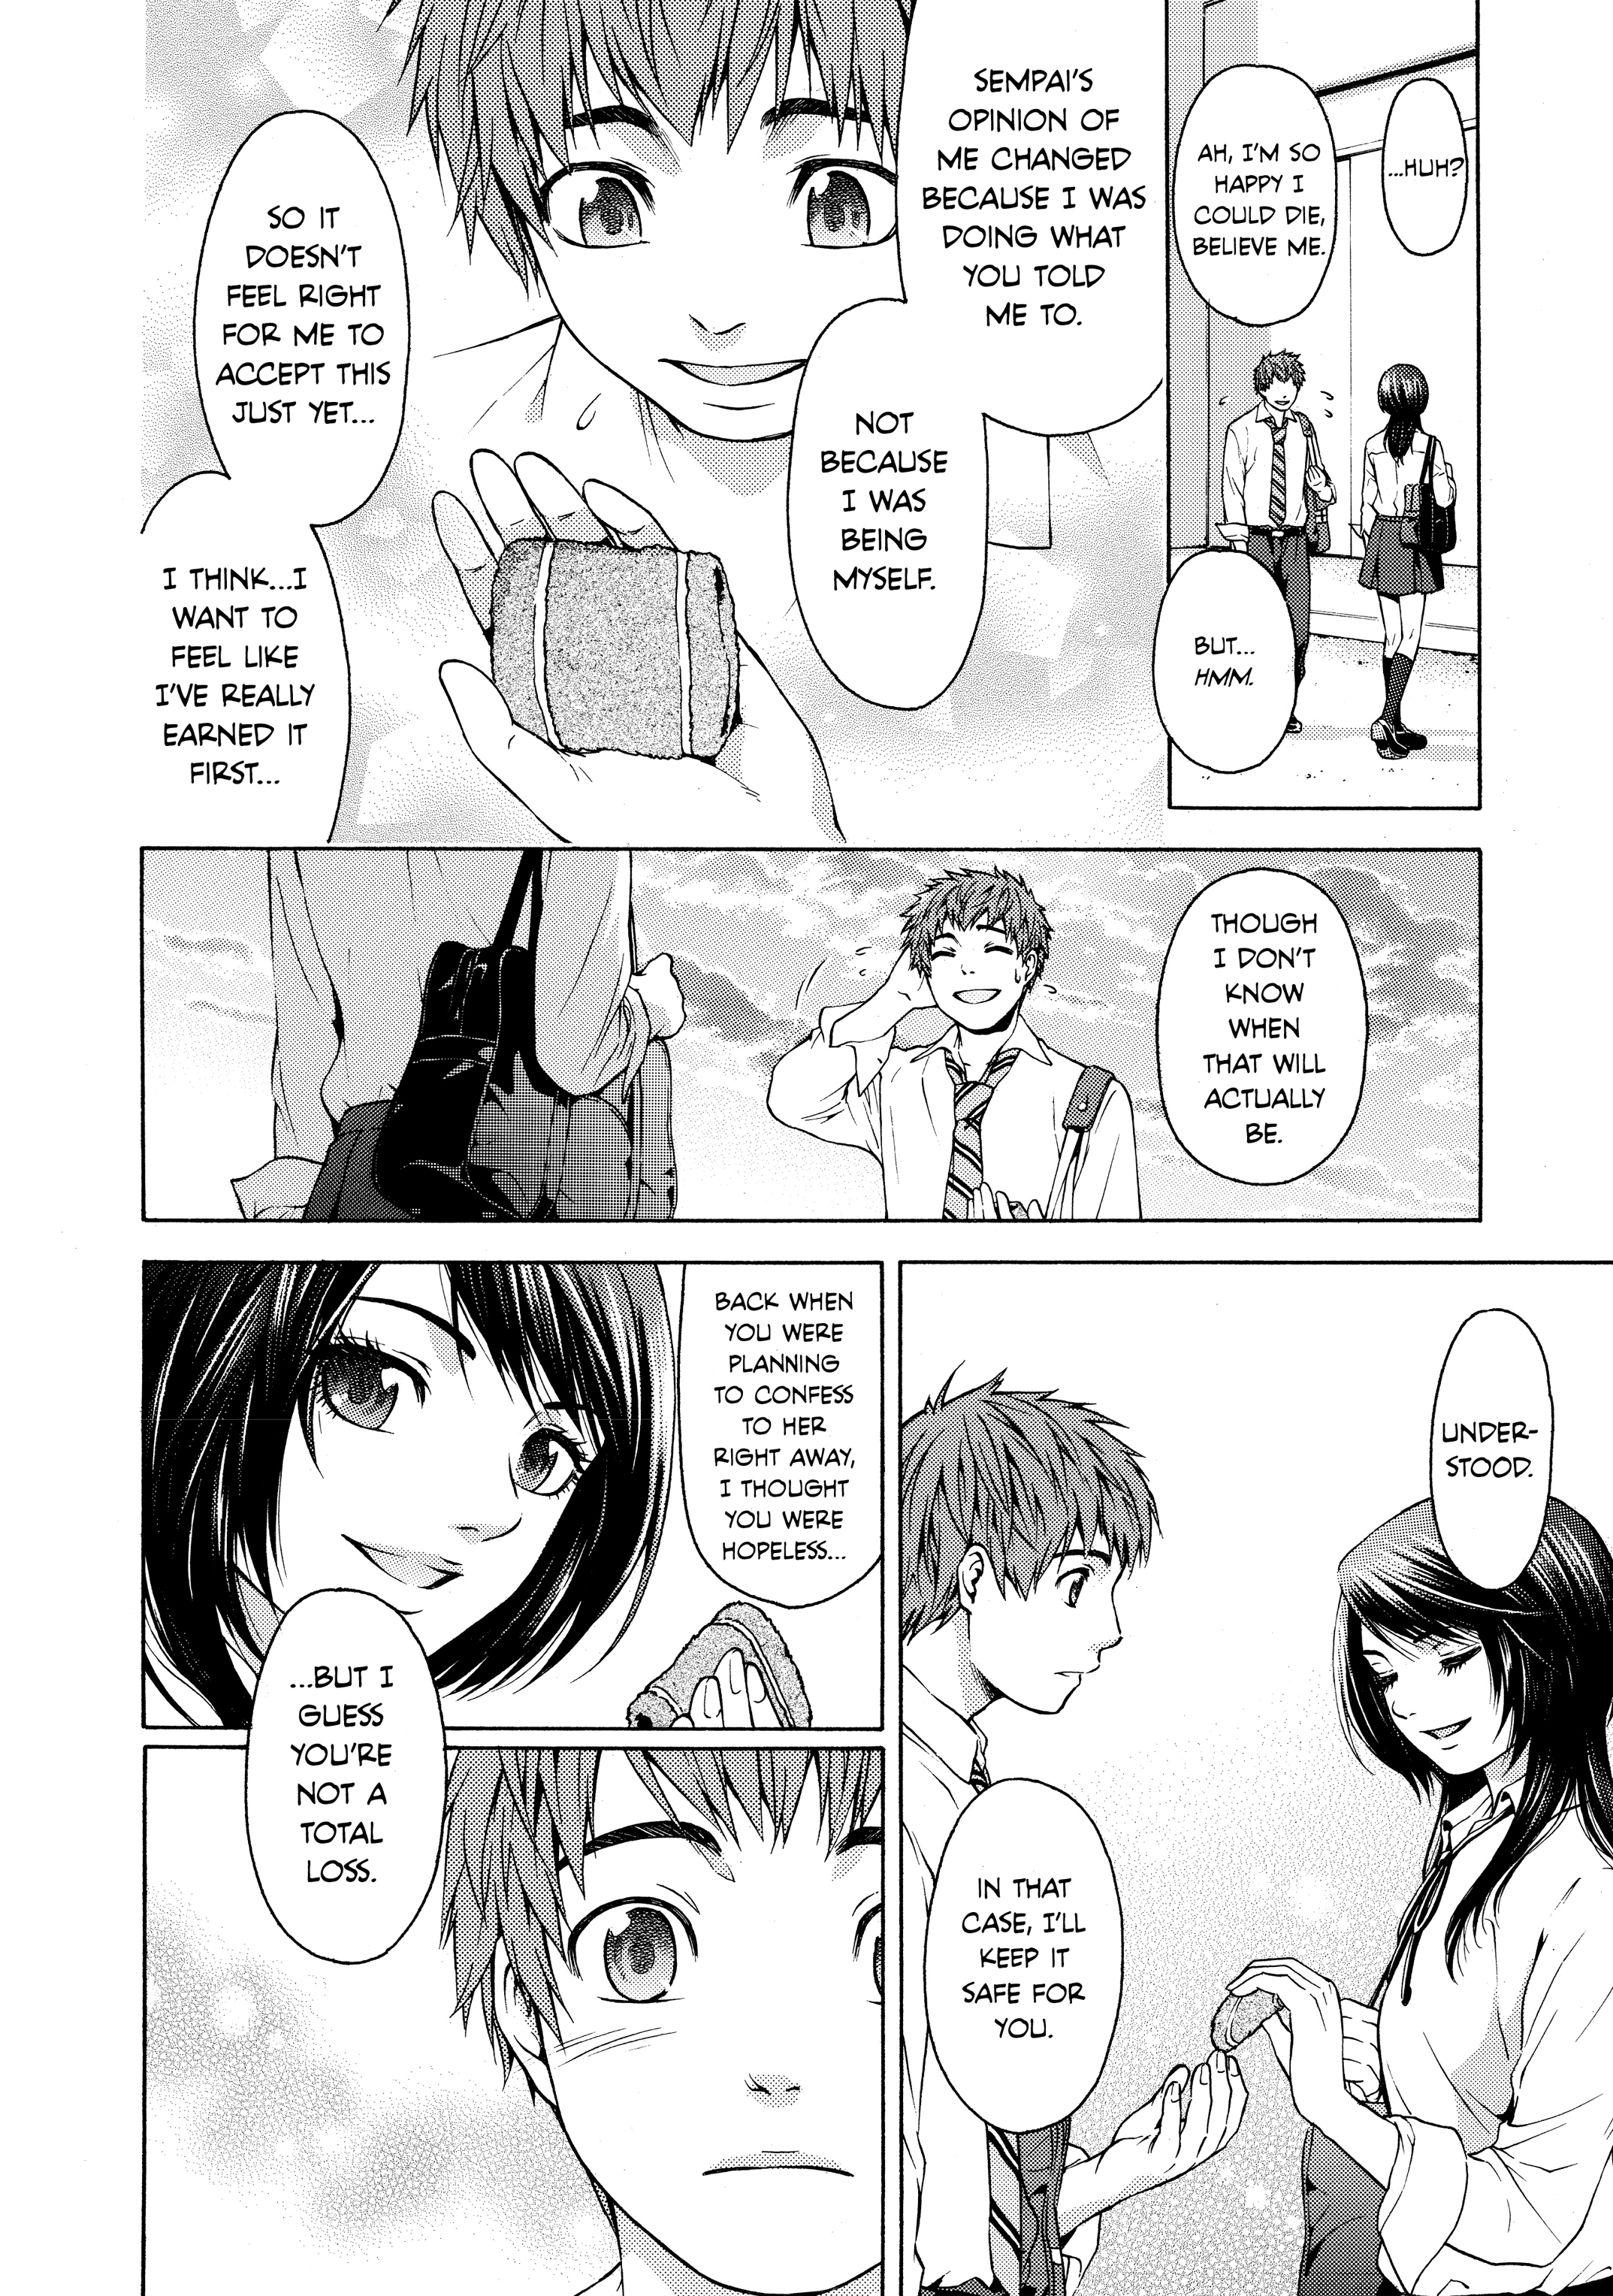 ...HUH?
AH, I'M SO
HAPPY I
COULD DIE,
BELIEVE ME.
BUT...
HMM.
SEMPAI'S
OPINION OF
ME CHANGED
BECAUSE I WAS
DOING WHAT
YOU TOLD
ME TO.
NOT
BECAUSE
I WAS
BEING
MYSELF.
SO IT
DOESN'T
FEEL RIGHT
FOR ME TO
ACCEPT THIS
JUST YET...
I THINK...I
WANT TO
FEEL LIKE
I'VE REALLY
EARNED IT
FIRST...
THOUGH
I DON'T
KNOW
WHEN
THAT WILL
ACTUALLY
BE.
UNDER-
STOOD.
IN THAT
CASE, I'LL
KEEP IT
SAFE FOR
YOU.
BACK WHEN
YOU WERE
PLANNING
TO CONFESS
TO HER
RIGHT AWAY,
I THOUGHT
YOU WERE
HOPELESS...
...BUT I
GUESS
YOU'RE
NOT A
TOTAL
LOSS.